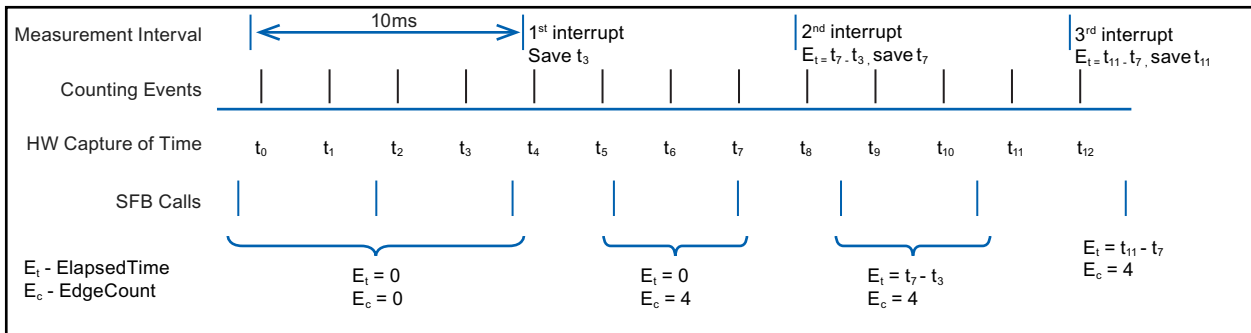 Measurement Interval
10ms
1st interrupt
Save t3
2nd interrupt
Et = t7 - t3 , save t7
3rd interrupt
Et = t11 - t7 , save t11
Counting Events
HW Capture of Time
t0 t1 t2 t3 t4 t5 t6 t7 t8 t9 t10 t11 t12
SFB Calls
Et - ElapsedTime
Ec - EdgeCount
Et = 0
Ec = 0
Et = 0
Ec = 4
Et = t7 - t3
Ec = 4
Et = t11 - t7
Ec = 4